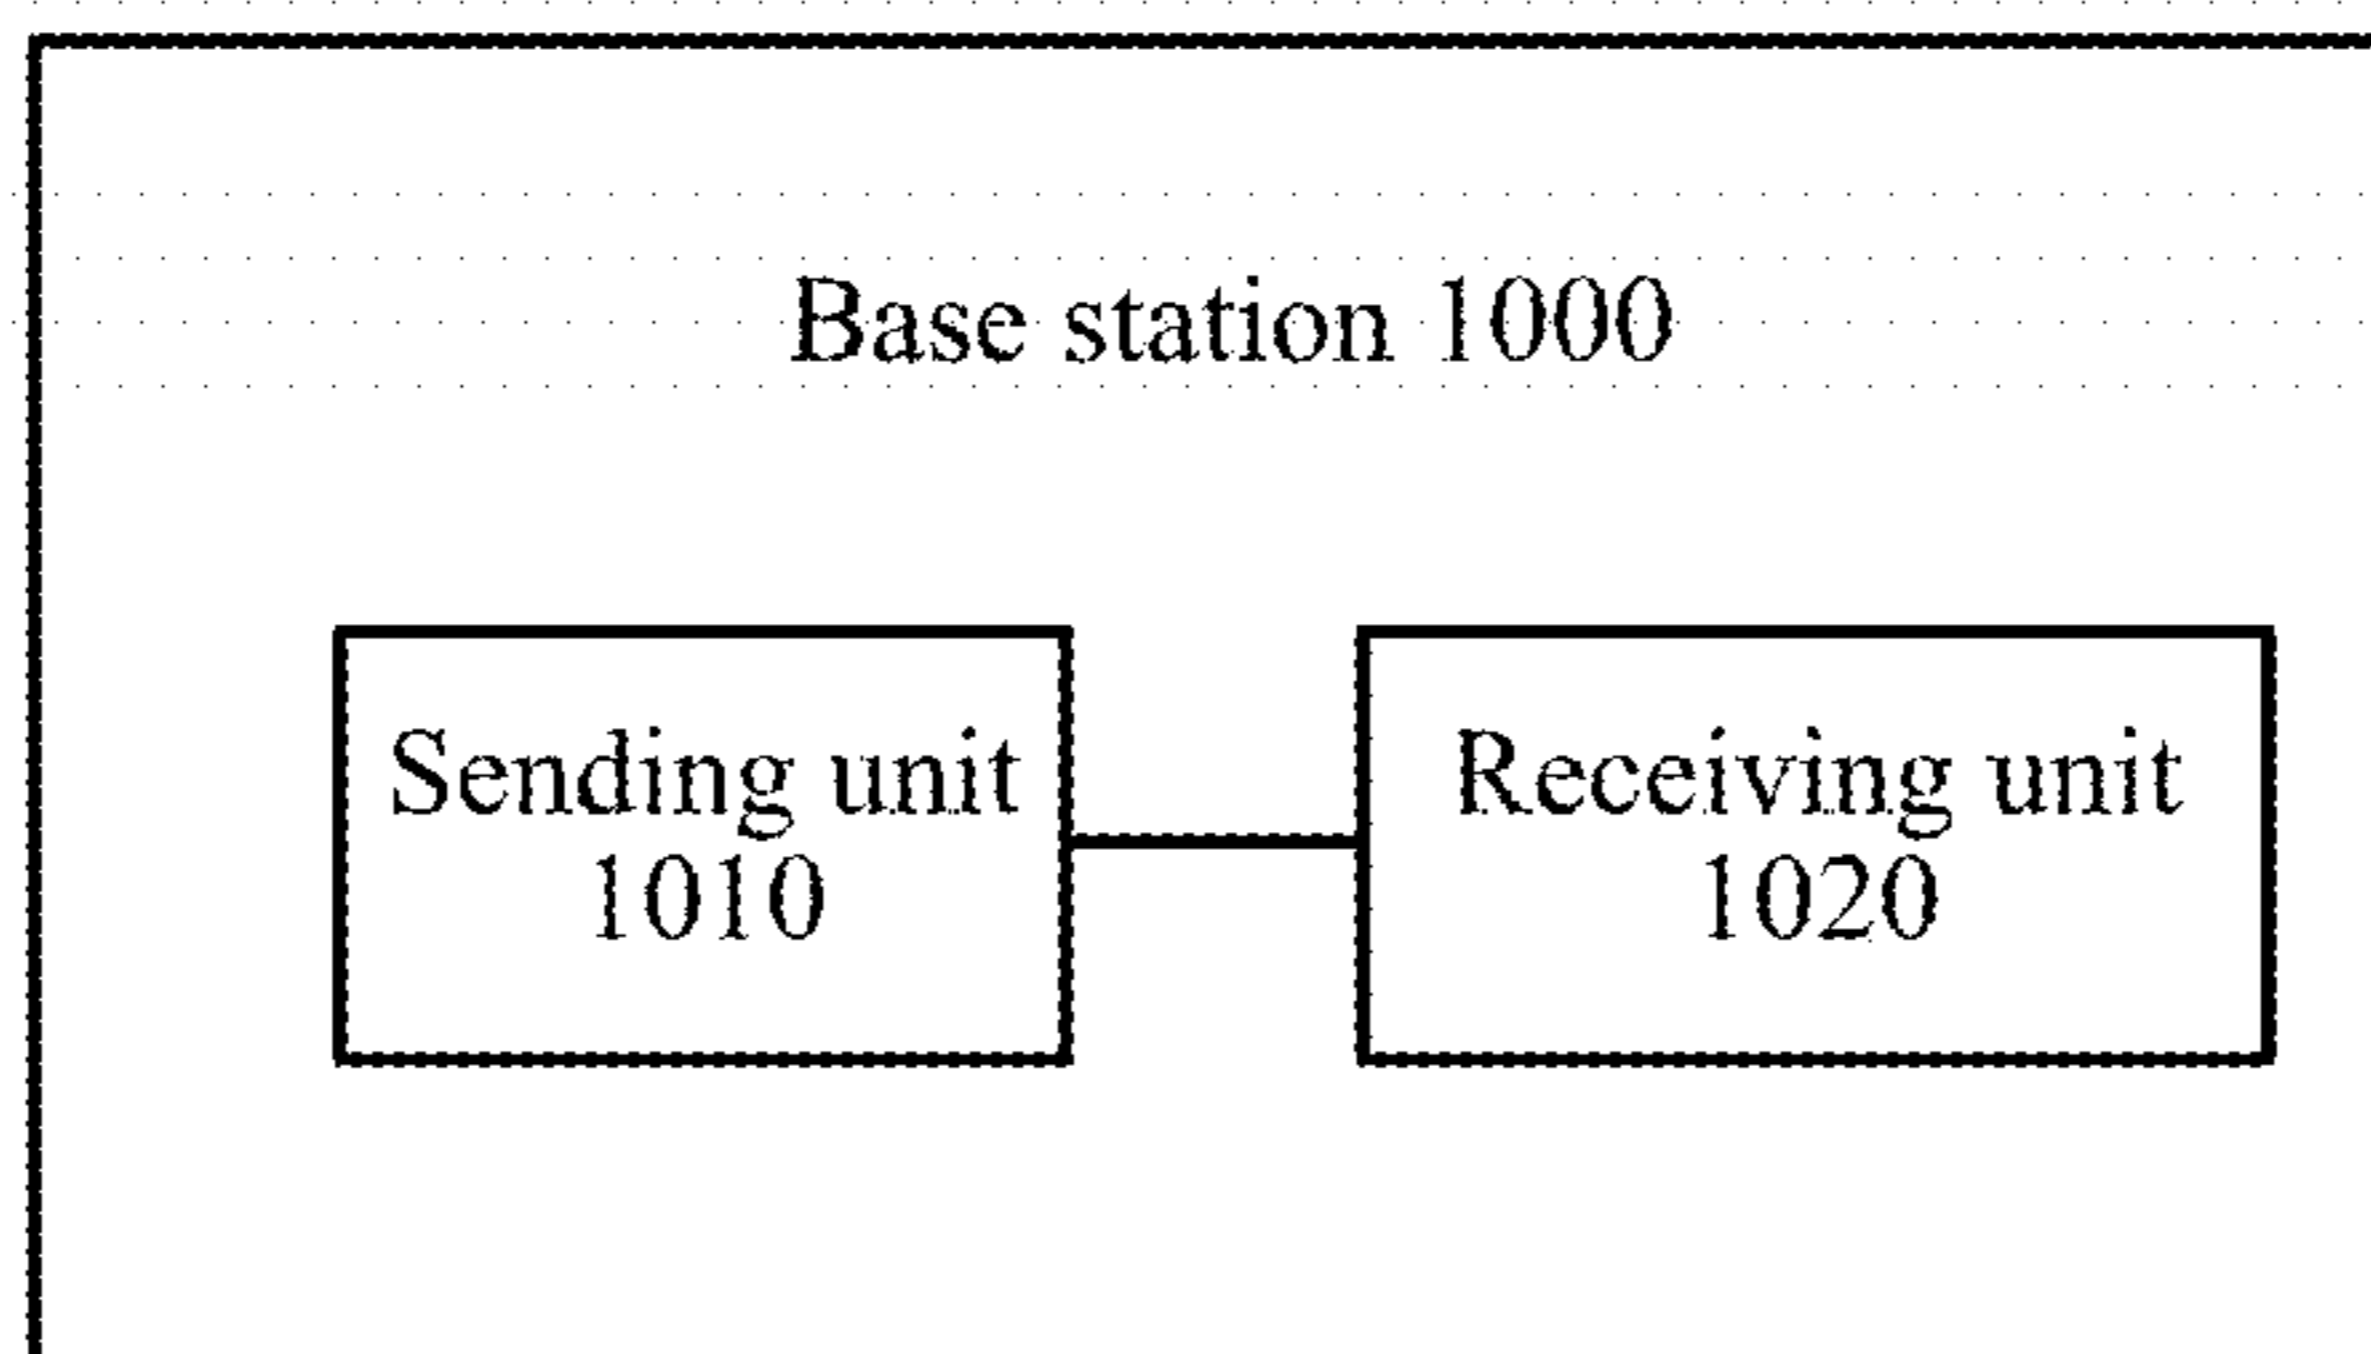 Base station 1000
Sending unit
1010
Receiving unit
1020